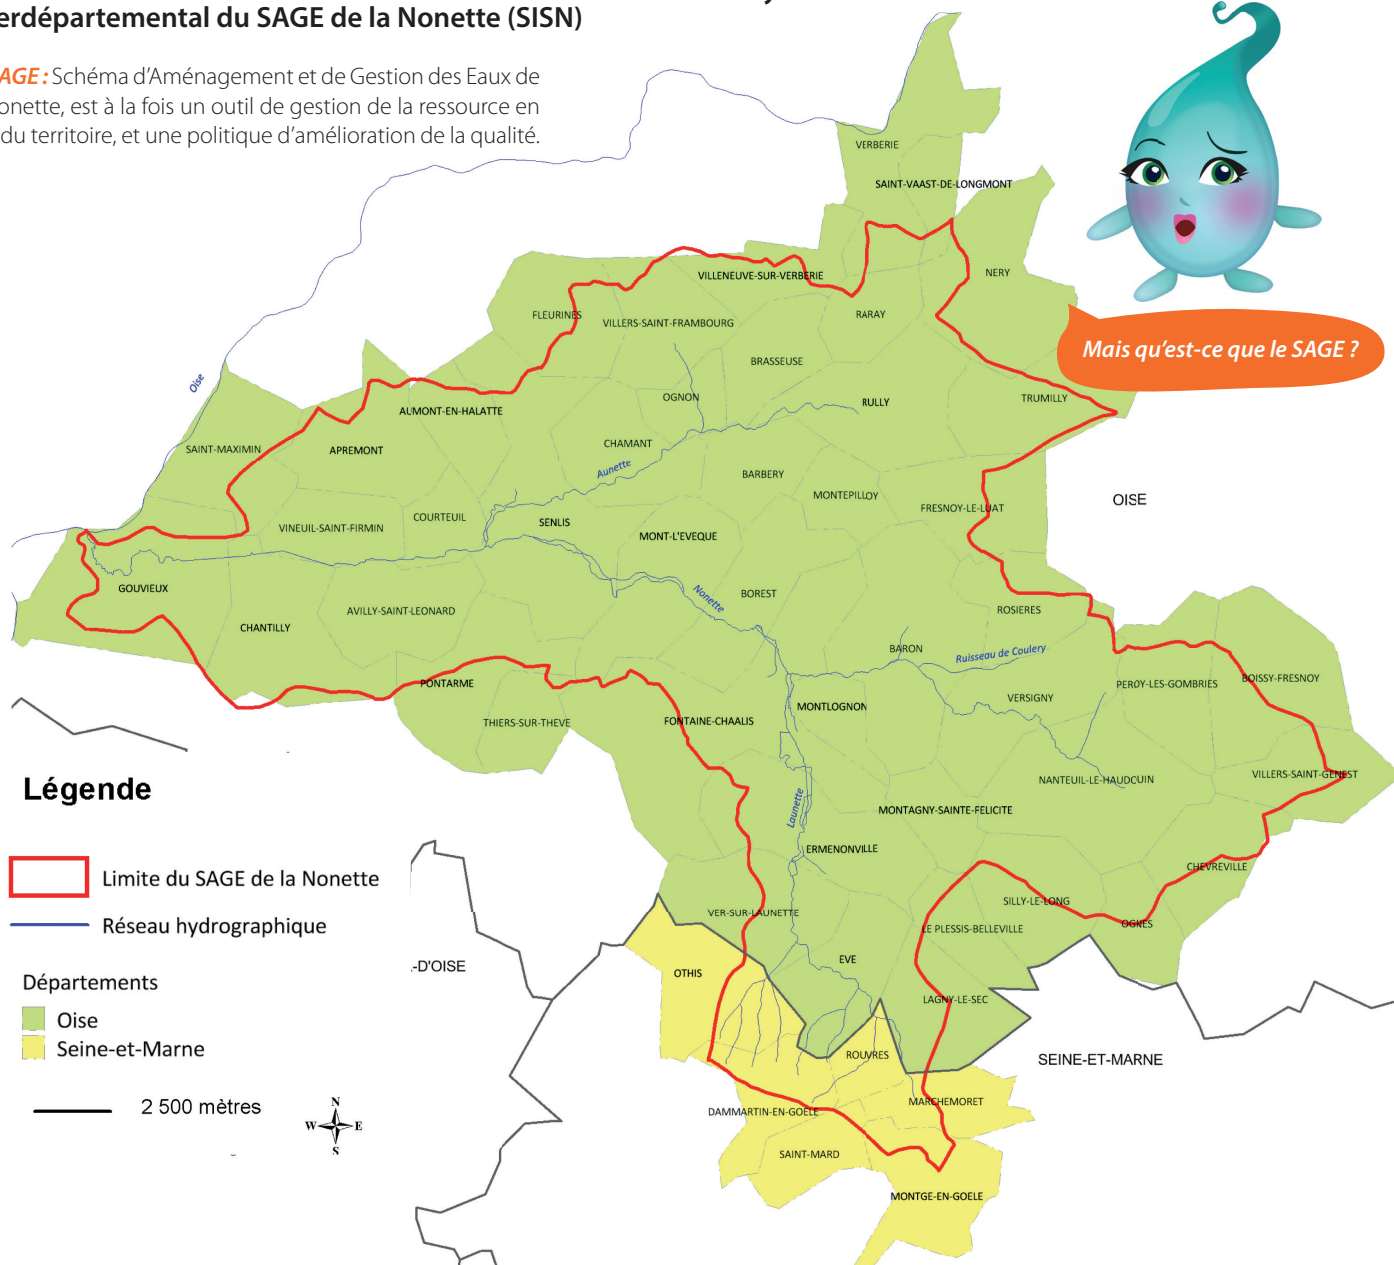 erdépartemental du SAGE de la Nonette (SISN)
AGE : Schéma d'Aménagement et de Gestion des Eaux de
onette, est à la fois un outil de gestion de la ressource en
du territoire, et une politique d'amélioration de la qualité.
Mais qu'est-ce que le SAGE ?
VERBERIE
SAINT-VAAST-DE-LONGMONT
NERY
VILLENEUVE-SUR-VERBERIE
FLEURINES
VILLERS-SAINT-FRAMBOURG
RARAY
BRASSEUSE
Oise
OGNON
RULLY
TRUMILLY
AUMONT-EN-HALATTE
SAINT-MAXIMIN
APREMONT
CHAMANT
Aunette
BARBERY
MONTEPILLOY
FRESNOY-LE-LUAT
OISE
VINEUIL-SAINT-FIRMIN
COURTEUIL
SENLIS
MONT-L'EVEQUE
GOUVIEUX
CHANTILLY
AVILLY-SAINT-LEONARD
Nonette
BOREST
ROSIERES
BARON
Ruisseau de Coulery
PONTARME
THIERS-SUR-THEVE
FONTAINE-CHAALIS
MONTLOGNON
VERSIGNY
PEROY-LES-GOMBRIES
BOISSY-FRESNOY
NANTEUIL-LE-HAUDOUIN
VILLERS-SAINT-GENEST
Launette
MONTAGNY-SAINTE-FELICITE
ERMENONVILLE
CHEVREVILLE
SILLY-LE-LONG
VER-SUR-LAUNETTE
LE PLESSIS-BELLEVILLE
OGNES
OTHIS
EVE
LAGNY-LE-SEC
ROUVRES
SEINE-ET-MARNE
DAMMARTIN-EN-GOELE
MARCHEMORET
SAINT-MARD
MONTGE-EN-GOELE
.-D'OISE
Légende
Limite du SAGE de la Nonette
Réseau hydrographique
Départements
Oise
Seine-et-Marne
2 500 mètres
N
W E
S